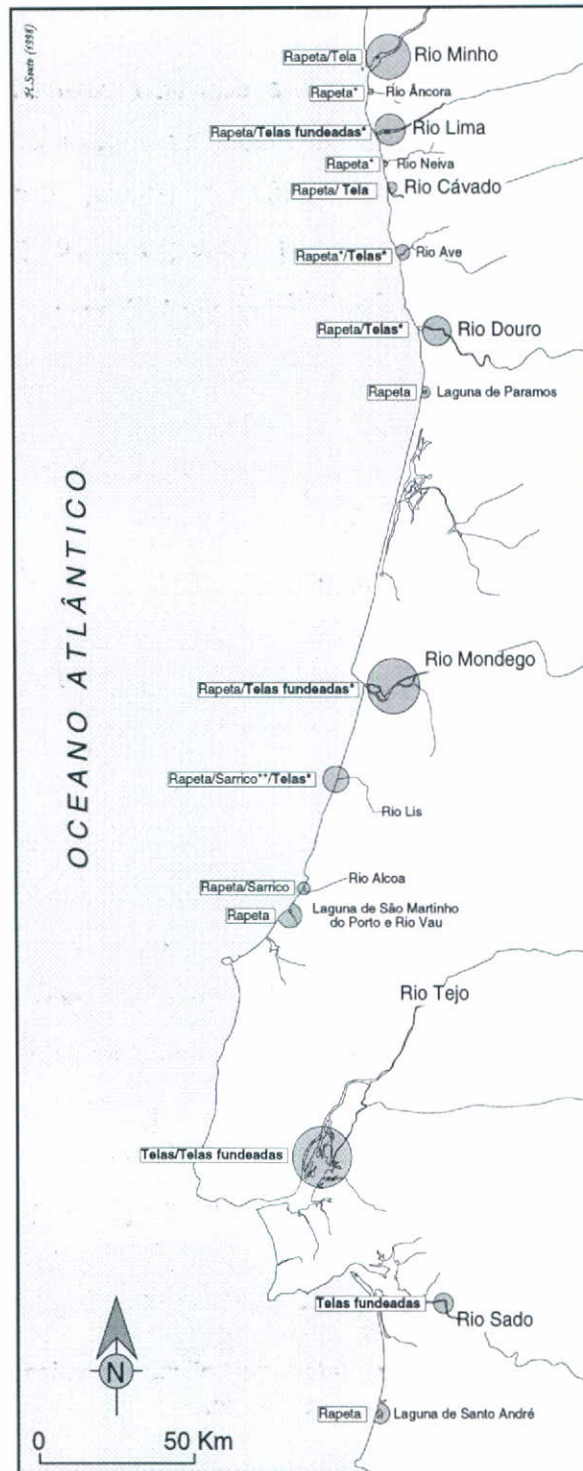 H. Souto (1998)
Rapeta/Tela Rio Minho
Rapeta* Rio Âncora
Rapeta/Telas fundeadas* Rio Lima
Rapeta* Rio Neiva
Rapeta/ Tela Rio Cávado
Rapeta*/Telas* Rio Ave
Rapeta/Telas* Rio Douro
Rapeta Laguna de Paramos
OCEANO ATLÂNTICO
Rio Mondego
Rapeta/Telas fundeadas*
Rapeta/Sarrico**/Telas*
Rio Lis
Rio Alcoa
Rapeta/Sarrico
Rapeta Laguna de São Martinho
do Porto e Rio Vau
Rio Tejo
Telas/Telas fundeadas
Telas fundeadas
Rio Sado
N
Rapeta Laguna de Santo André
0 50 Km